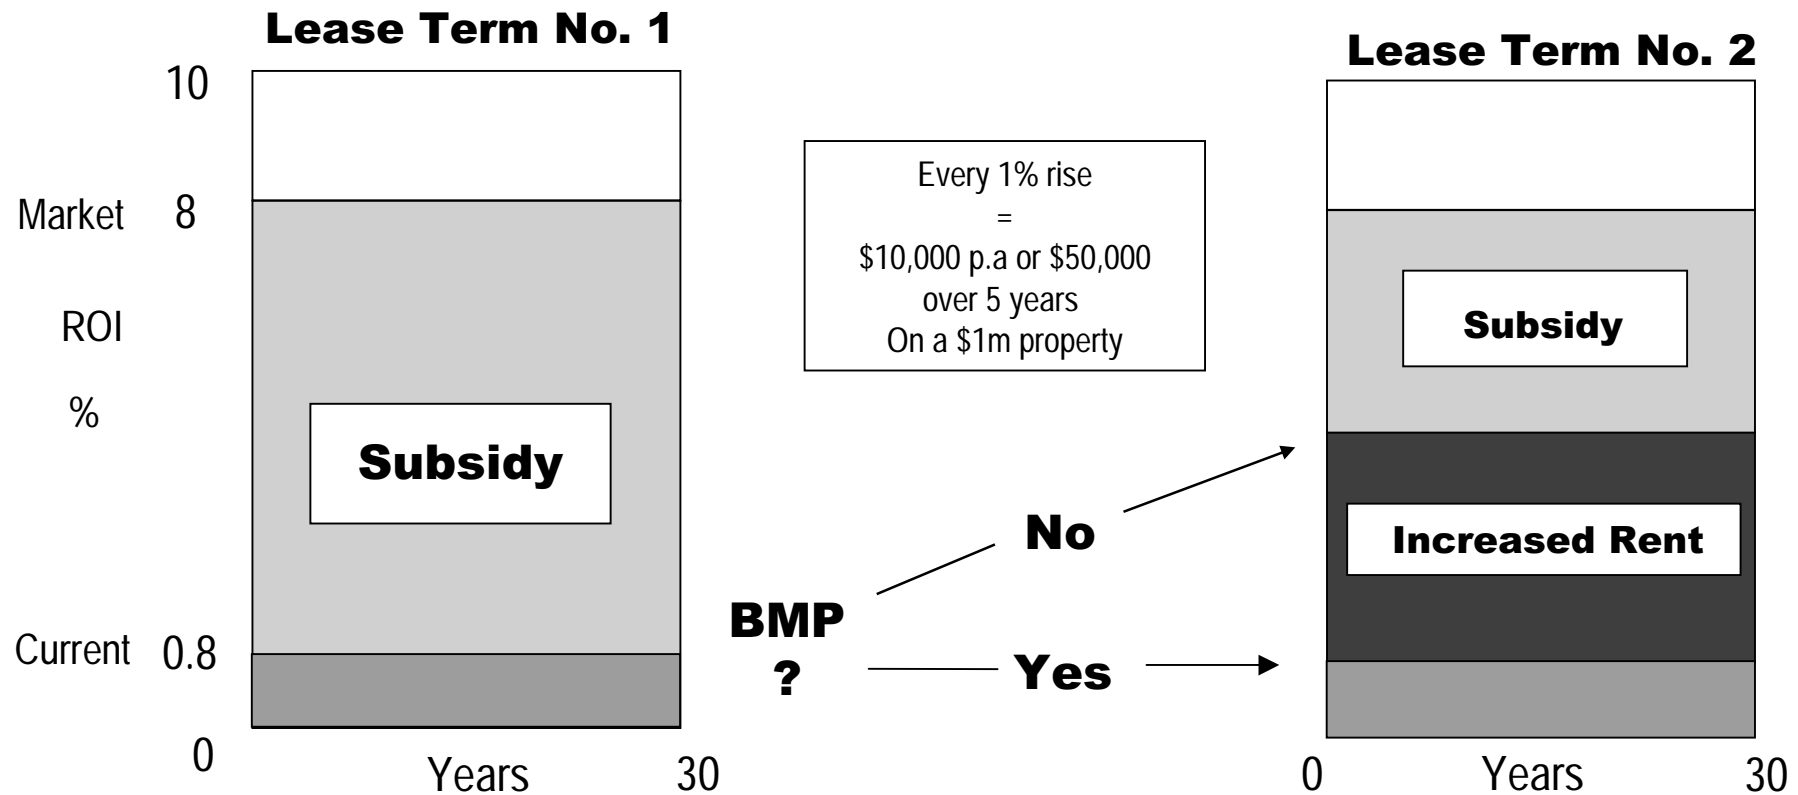 Lease Term No. 1
10
Market 8
ROI
%
Subsidy
Current 0.8
0
Years
30
Every 1% rise
=
$10,000 p.a or $50,000
over 5 years
On a $1m property
BMP
?
No
Yes
Lease Term No. 2
Subsidy
Increased Rent
0
Years
30